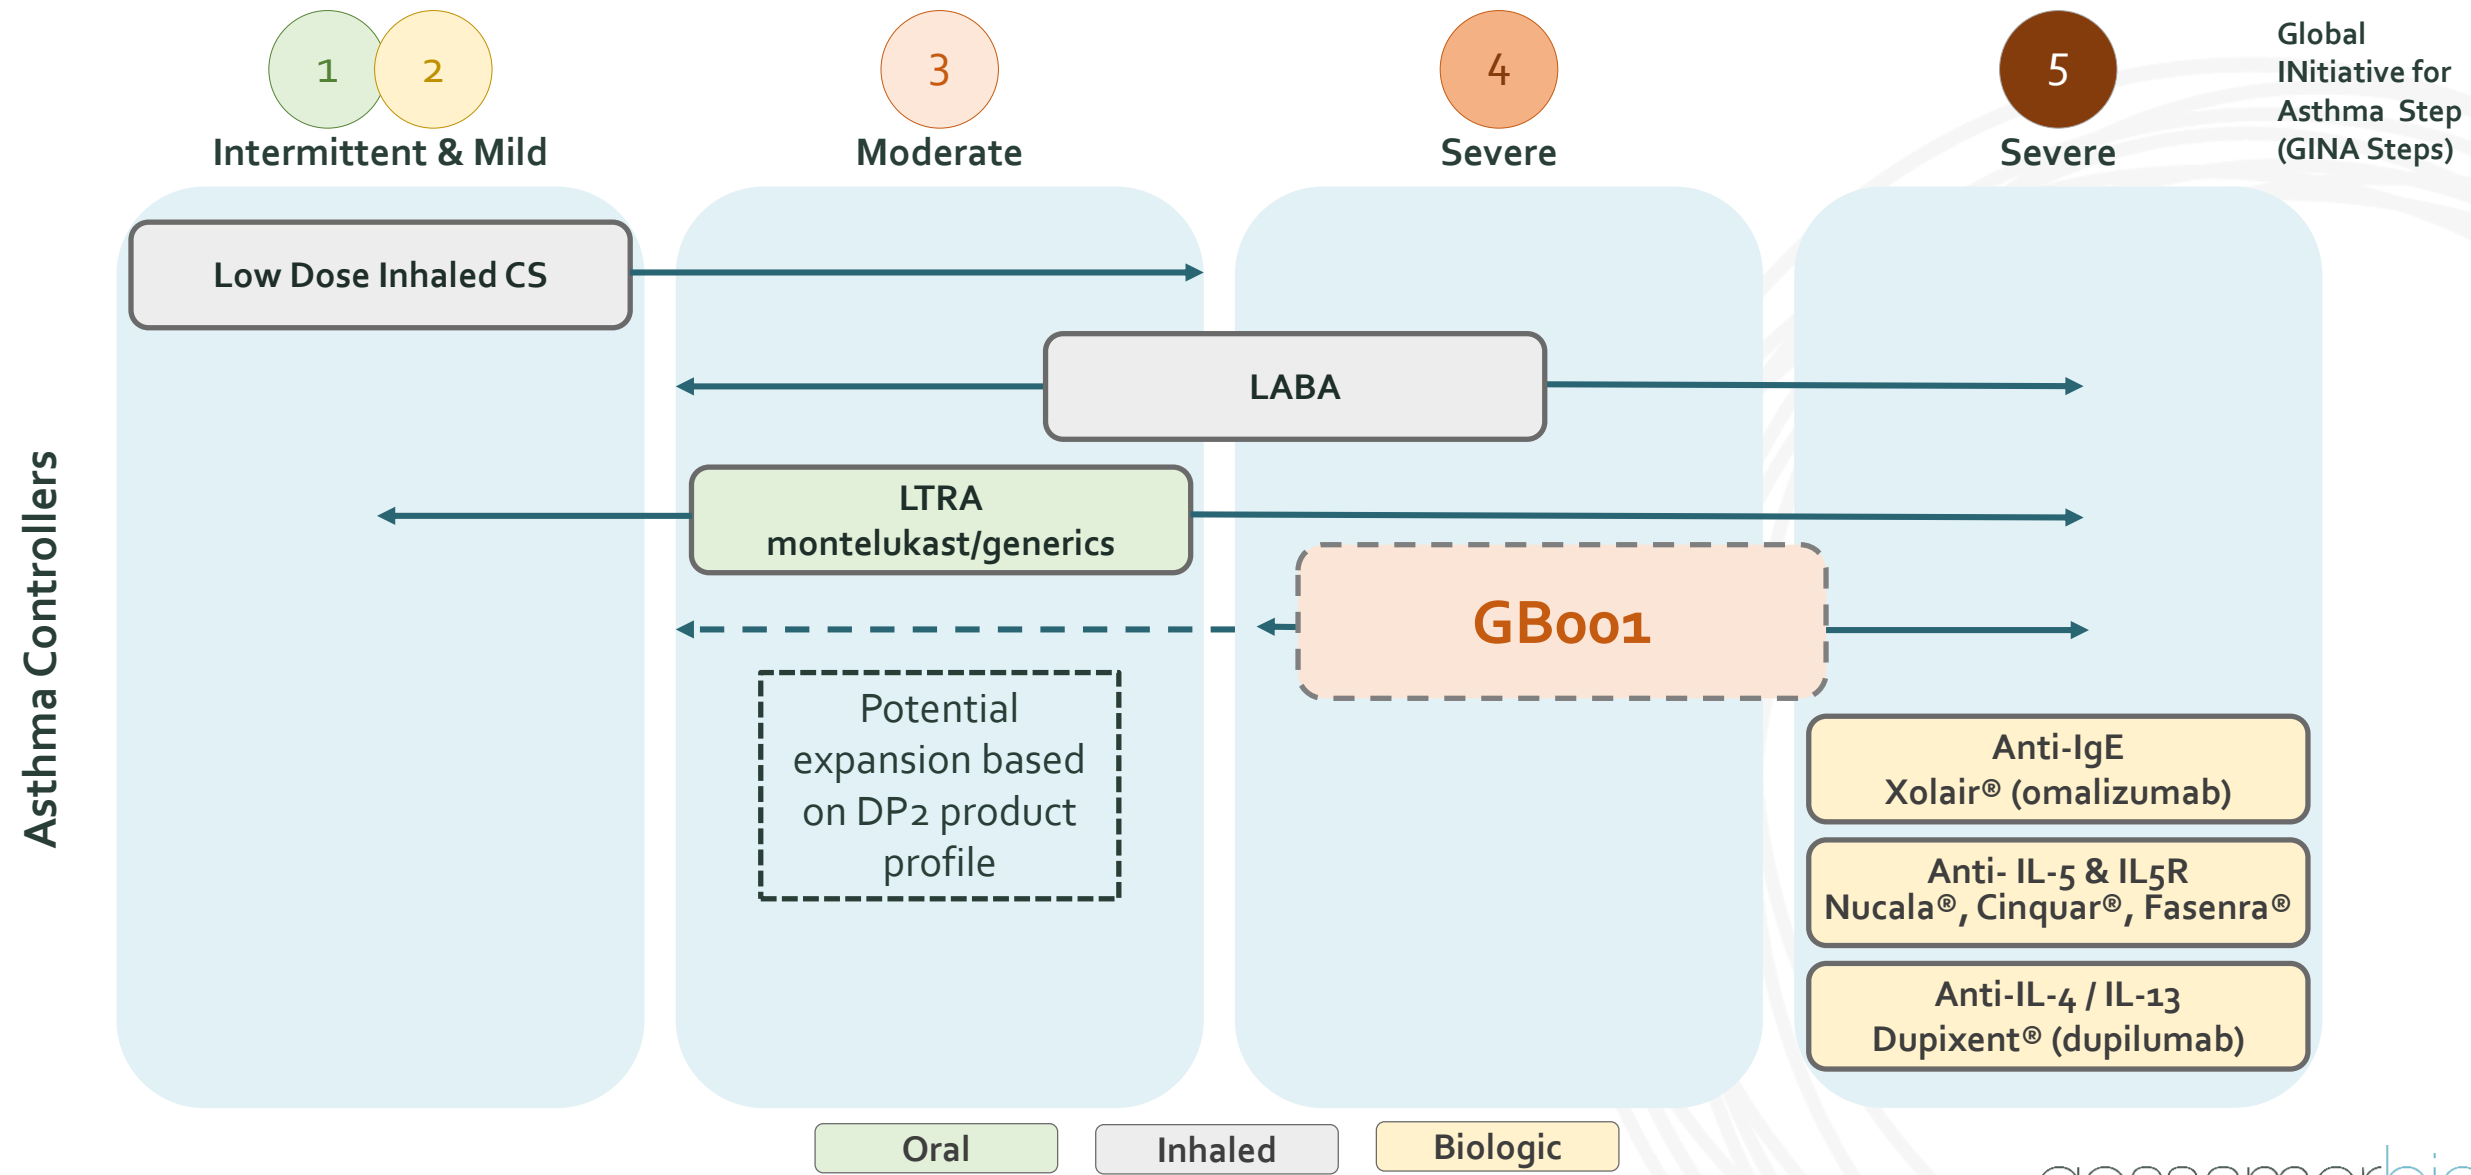 1
2
3
4
5
Intermittent & Mild
Moderate
Severe
Severe
Global
INitiative for
Asthma Step
(GINA Steps)
Asthma Controllers
Low Dose Inhaled CS
LABA
LTRA
montelukast/generics
GB001
Potential
expansion based
on DP2 product
profile
Anti-IgE
Xolair® (omalizumab)
Anti- IL-5 & IL5R
Nucala®, Cinquar®, Fasenra®
Anti-IL-4 / IL-13
Dupixent® (dupilumab)
Oral
Inhaled
Biologic